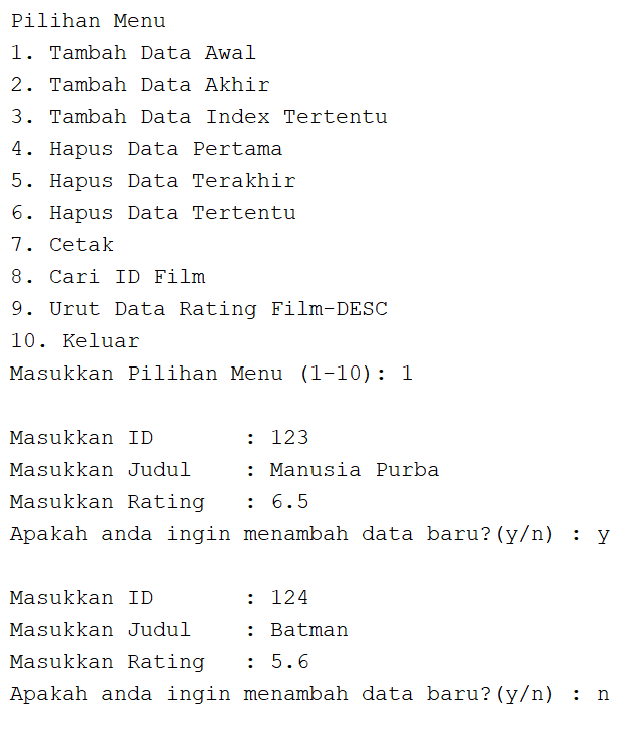 Pilihan Menu
1. Tambah Data Awal
2. Tambah Data Akhir
3. Tambah Data Index Tertentu
4. Hapus Data Pertama
5. Hapus Data Terakhir
6. Hapus Data Tertentu
7. Cetak
8. Cari ID Film
9. Urut Data Rating Film-DESC
10. Keluar
Masukkan Pilihan Menu (1-10): 1
Masukkan ID : 123
Masukkan Judul : Manusia Purba
Masukkan Rating : 6.5
Apakah anda ingin menambah data baru?(y/n) : y
Masukkan ID : 124
Masukkan Judul : Batman
Masukkan Rating : 5.6
Apakah anda ingin menambah data baru?(y/n) : n